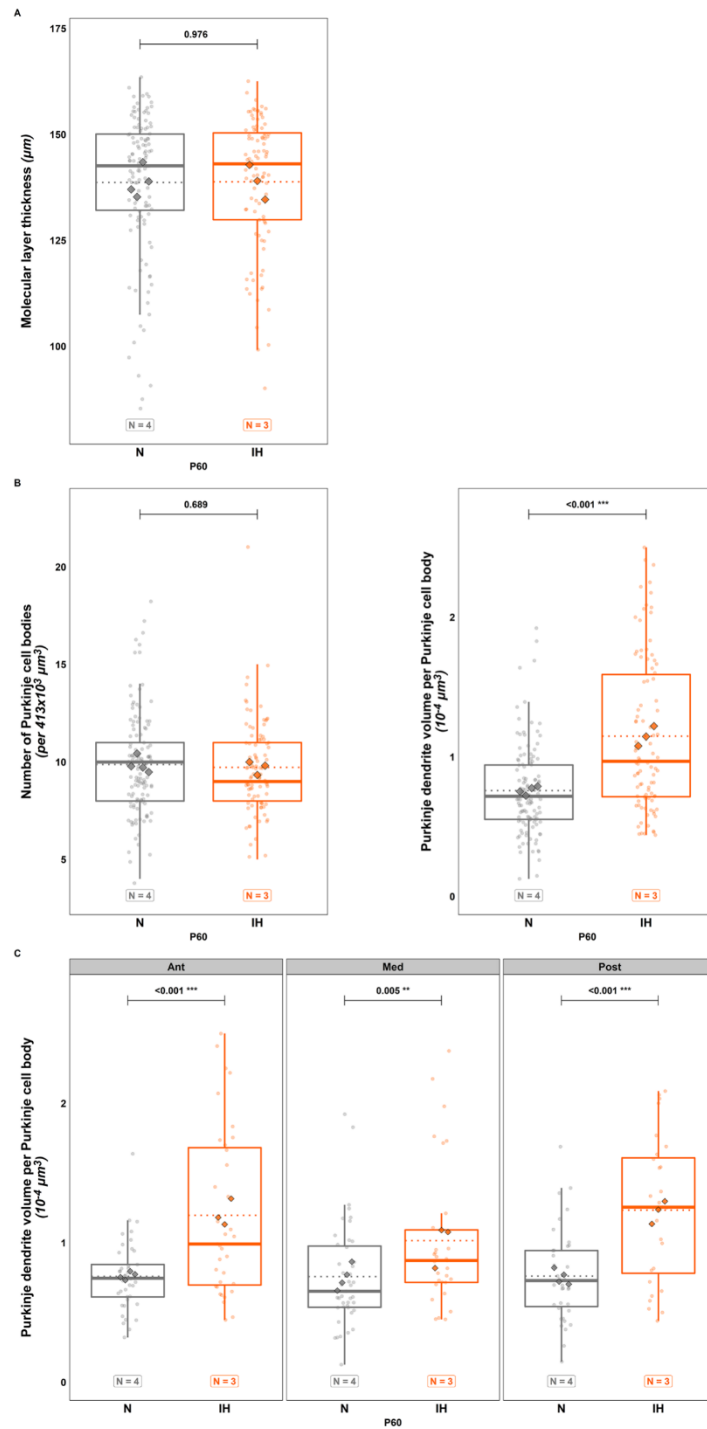 A
175
150
125
100
Molecular layer thickness (µm)
0.976
N = 4
N = 3
N
IH
P60
B
20
15
10
5
Number of Purkinje cell bodies
(per 413x10³ µm³)
0.689
N = 4
N = 3
N
IH
P60
2
1
0
Purkinje dendrite volume per Purkinje cell body
(10⁻⁴ µm³)
<0.001 ***
N = 4
N = 3
N
IH
P60
C
Ant
Med
Post
2
1
0
Purkinje dendrite volume per Purkinje cell body
(10⁻⁴ µm³)
<0.001 ***
0.005 **
<0.001 ***
N = 4
N = 3
N = 4
N = 3
N = 4
N = 3
N
IH
N
IH
N
IH
P60